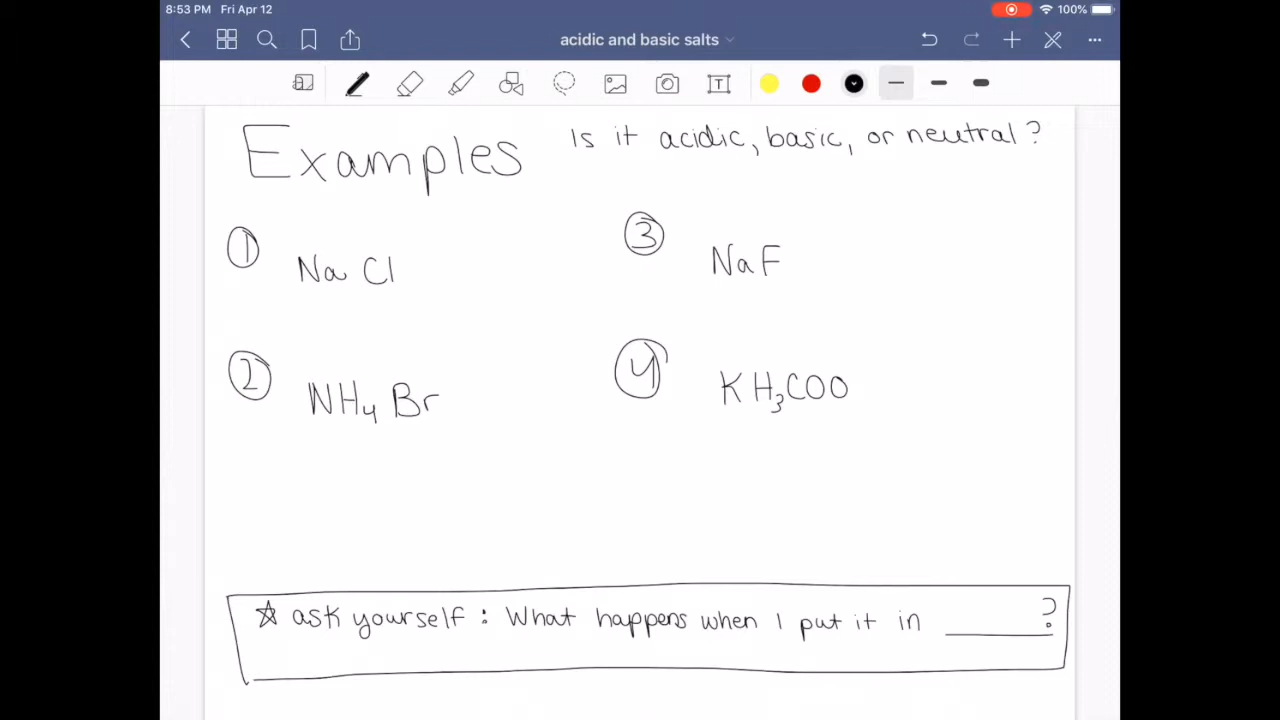 8:53 PM Fri Apr 12
100%
acidic and basic salts
T
Examples
Is it acidic, basic, or neutral?
① NaCl
③ NaF
② NH₄Br
④ KH₃COO
☆ ask yourself: What happens when I put it in ______?